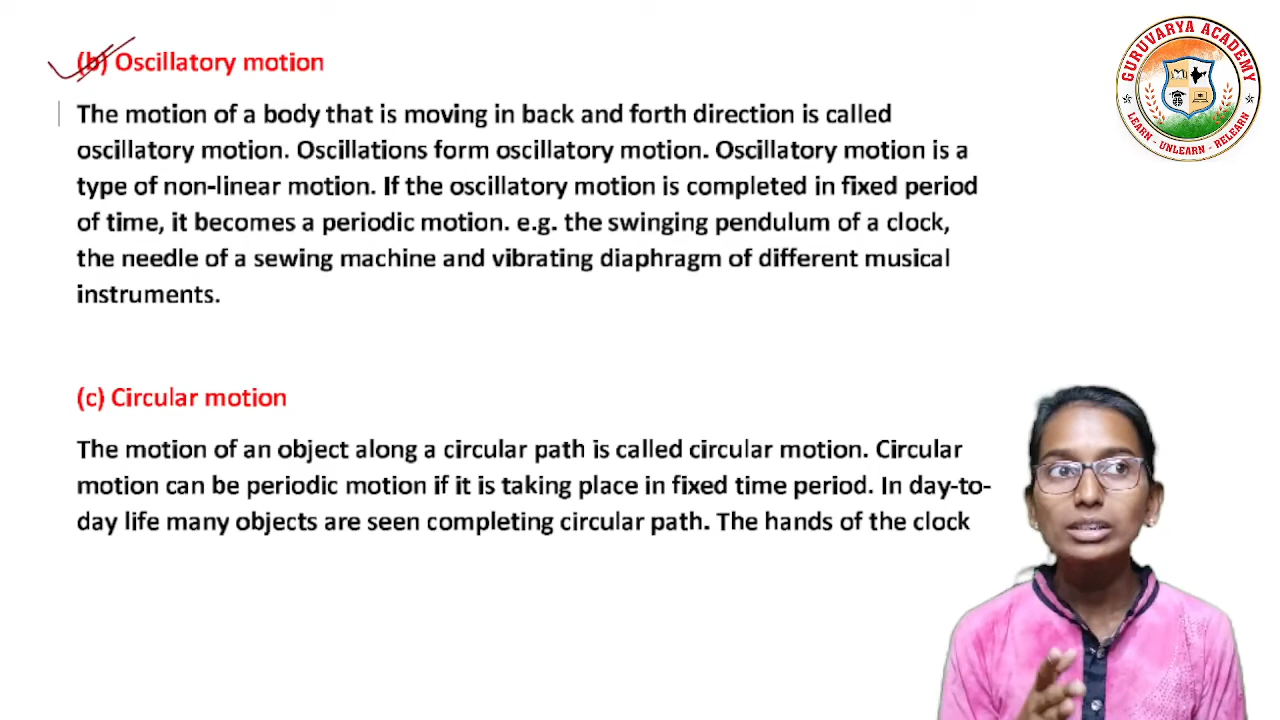 (b) Oscillatory motion
The motion of a body that is moving in back and forth direction is called
oscillatory motion. Oscillations form oscillatory motion. Oscillatory motion is a
type of non-linear motion. If the oscillatory motion is completed in fixed period
of time, it becomes a periodic motion. e.g. the swinging pendulum of a clock,
the needle of a sewing machine and vibrating diaphragm of different musical
instruments.
(c) Circular motion
The motion of an object along a circular path is called circular motion. Circular
motion can be periodic motion if it is taking place in fixed time period. In day-to-
day life many objects are seen completing circular path. The hands of the clock
GURUVARYA ACADEMY
LEARN - UNLEARN - RELEARN